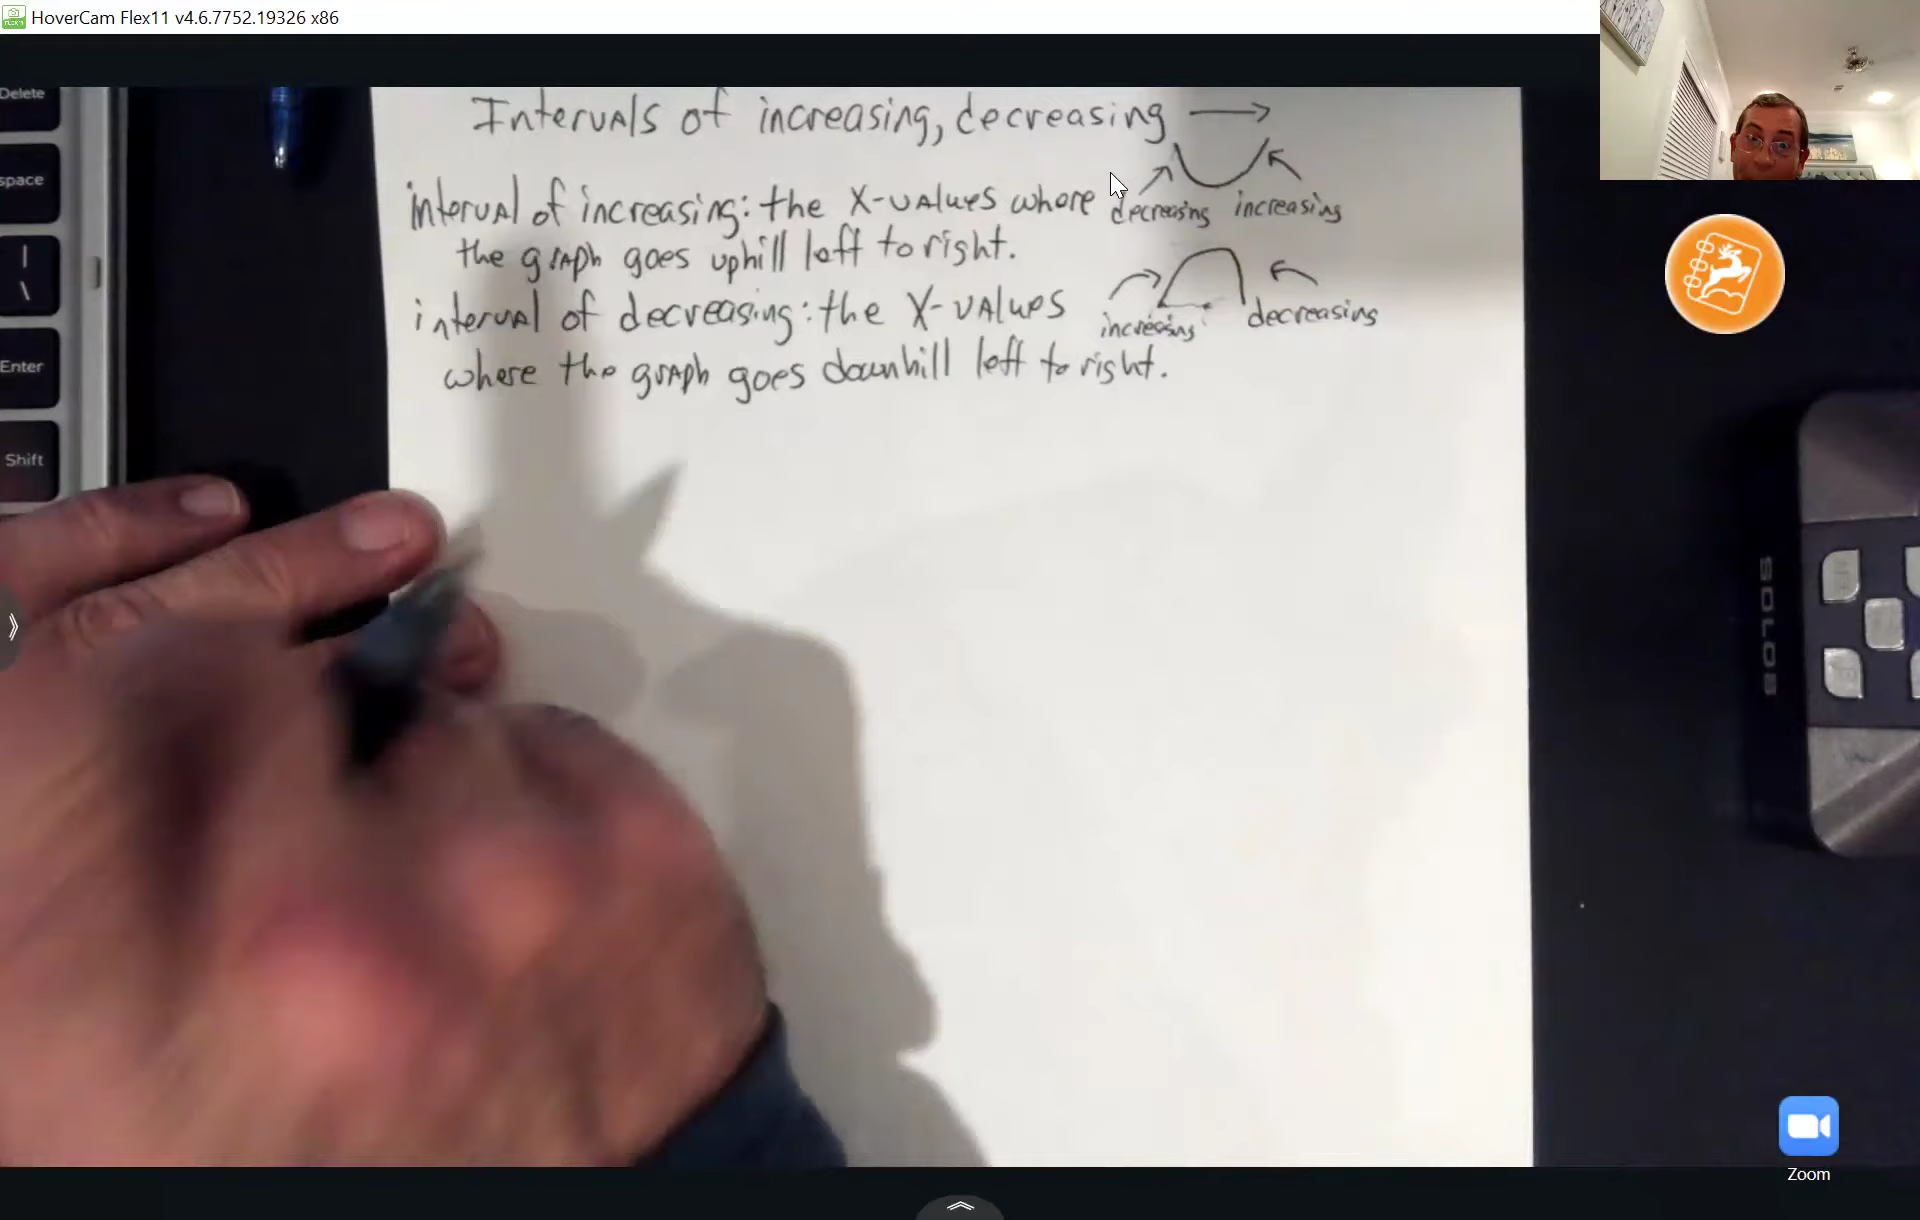 HoverCam Flex11 v4.6.7752.19326 x86
Delete
space
|
\
Enter
Shift
Intervals of increasing, decreasing →
interval of increasing: the X-values where
the graph goes uphill left to right.
decreasing increasing
interval of decreasing: the X-values
where the graph goes downhill left to right.
increasing decreasing
SOLOS
Zoom